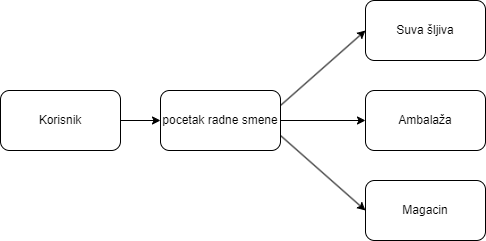 Suva šljiva
Korisnik
pocetak radne smene
Ambalaža
Magacin